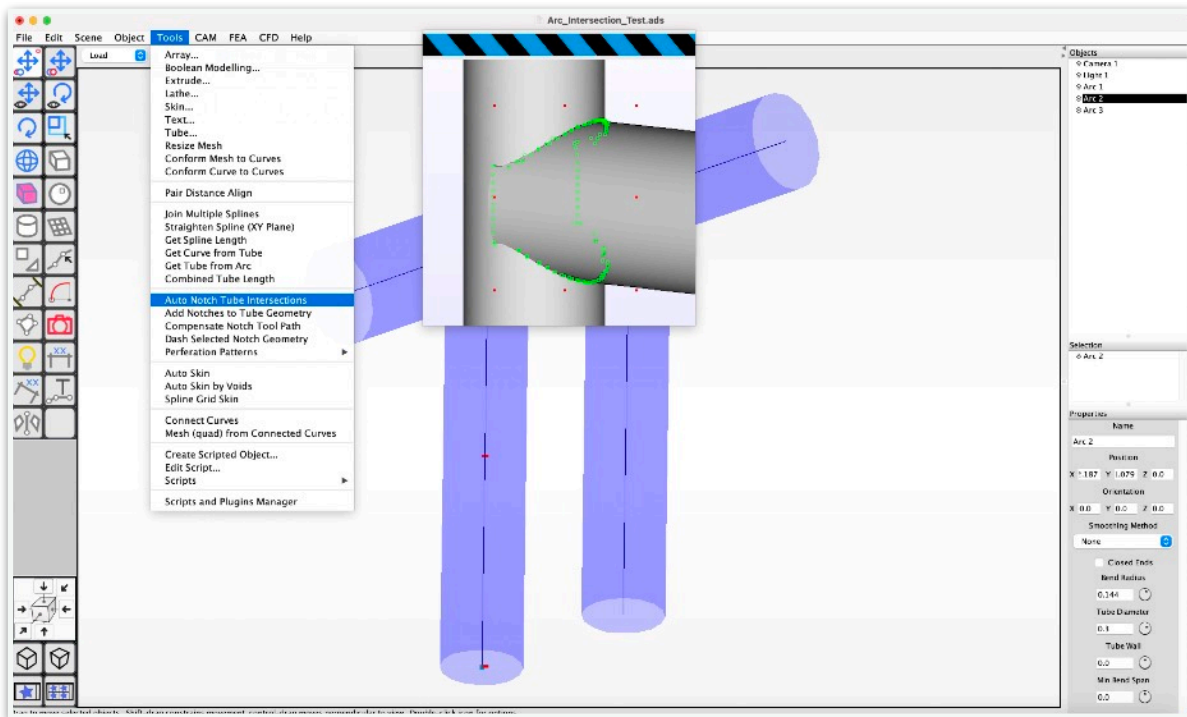 Arc_Intersection_Test.ads
File Edit Scene Object Tools CAM FEA CFD Help
Load
Array...
Boolean Modelling...
Extrude...
Lathe...
Skin...
Text...
Tube...
Resize Mesh
Conform Mesh to Curves
Conform Curve to Curves
Pair Distance Align
Join Multiple Splines
Straighten Spline (XY Plane)
Get Spline Length
Get Curve from Tube
Get Tube from Arc
Combined Tube Length
Auto Notch Tube Intersections
Add Notches to Tube Geometry
Compensate Notch Tool Path
Dash Selected Notch Geometry
Perferation Patterns
Auto Skin
Auto Skin by Voids
Spline Grid Skin
Connect Curves
Mesh (quad) from Connected Curves
Create Scripted Object...
Edit Script...
Scripts
Scripts and Plugins Manager
Objects
Camera 1
Light 1
Arc 1
Arc 2
Arc 3
Selection
Arc 2
Properties
Name
Arc 2
Position
X Y 1.079 Z 0.0
Orientation
X 0.0 Y 0.0 Z 0.0
Smoothing Method
None
Closed Ends
Bend Radius
0.144
Tube Diameter
0.3
Tube Wall
0.0
Min Bend Span
0.0